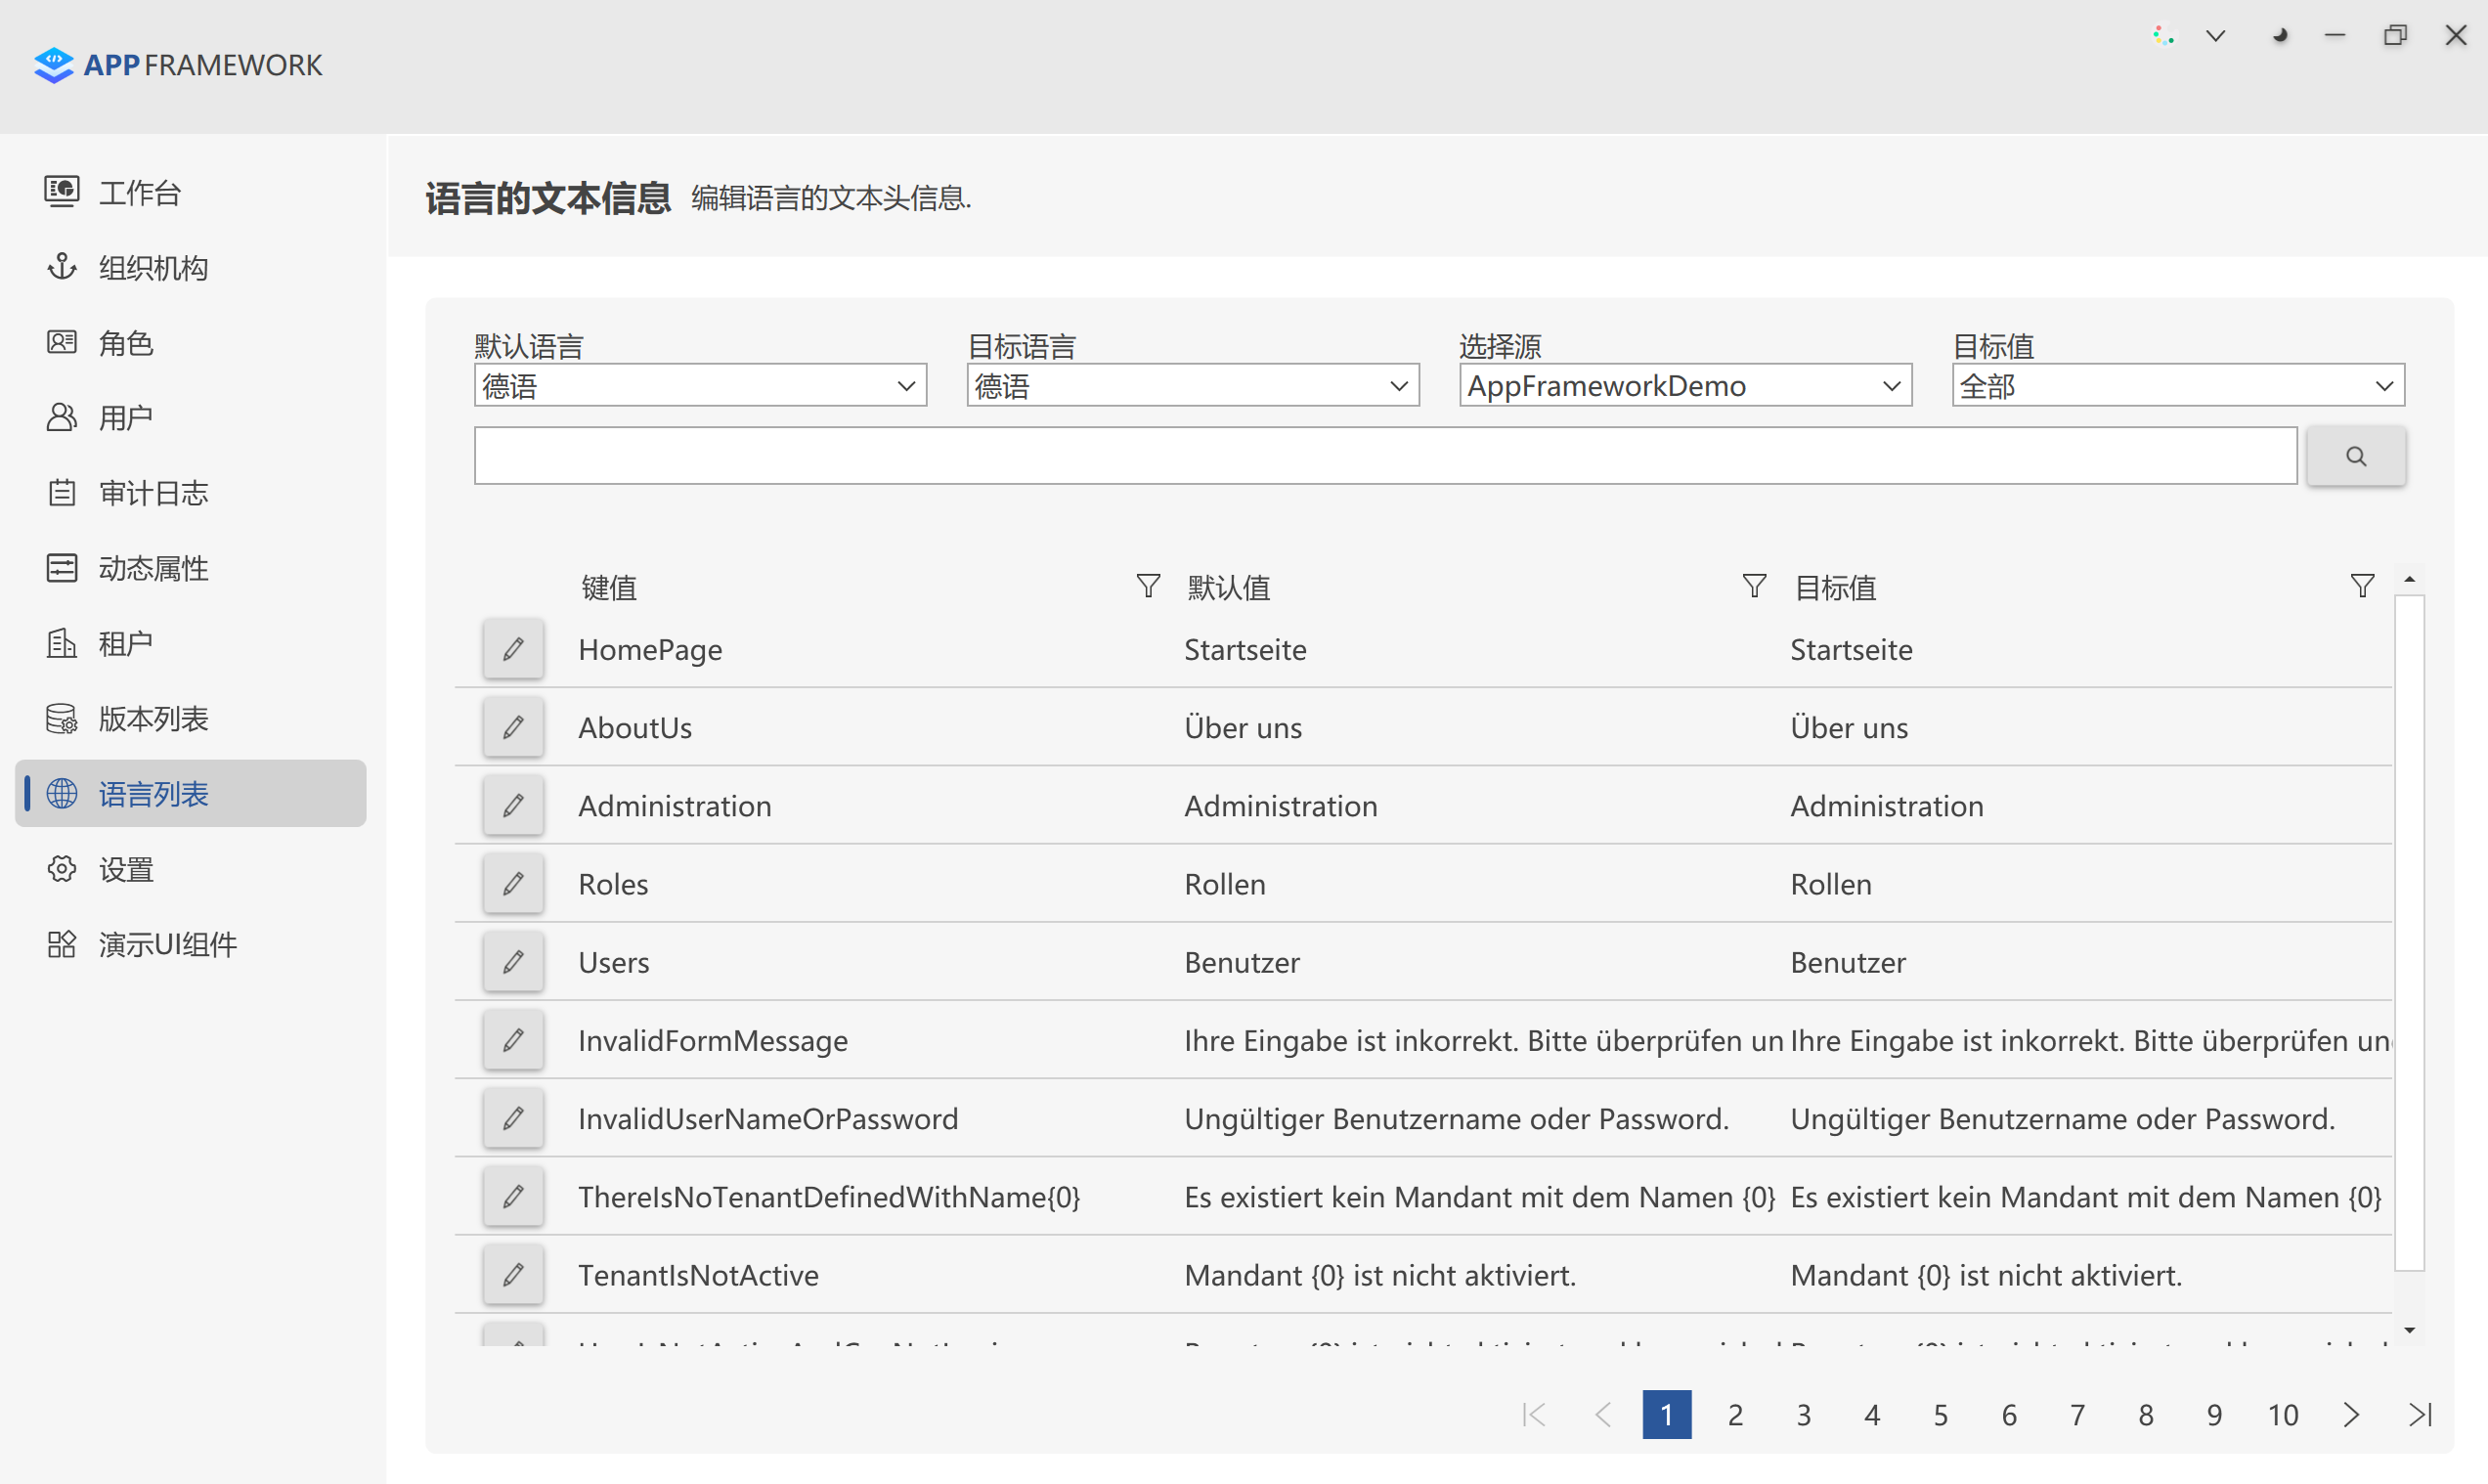 APP FRAMEWORK
工作台
组织机构
角色
用户
审计日志
动态属性
租户
版本列表
语言列表
设置
演示UI组件
语言的文本信息 编辑语言的文本头信息.
默认语言 目标语言 选择源 目标值
德语 德语 AppFrameworkDemo 全部
键值 默认值 目标值
HomePage Startseite Startseite
AboutUs Über uns Über uns
Administration Administration Administration
Roles Rollen Rollen
Users Benutzer Benutzer
InvalidFormMessage Ihre Eingabe ist inkorrekt. Bitte überprüfen un Ihre Eingabe ist inkorrekt. Bitte überprüfen un
InvalidUserNameOrPassword Ungültiger Benutzername oder Password. Ungültiger Benutzername oder Password.
ThereIsNoTenantDefinedWithName{0} Es existiert kein Mandant mit dem Namen {0} Es existiert kein Mandant mit dem Namen {0}
TenantIsNotActive Mandant {0} ist nicht aktiviert. Mandant {0} ist nicht aktiviert.
1 2 3 4 5 6 7 8 9 10